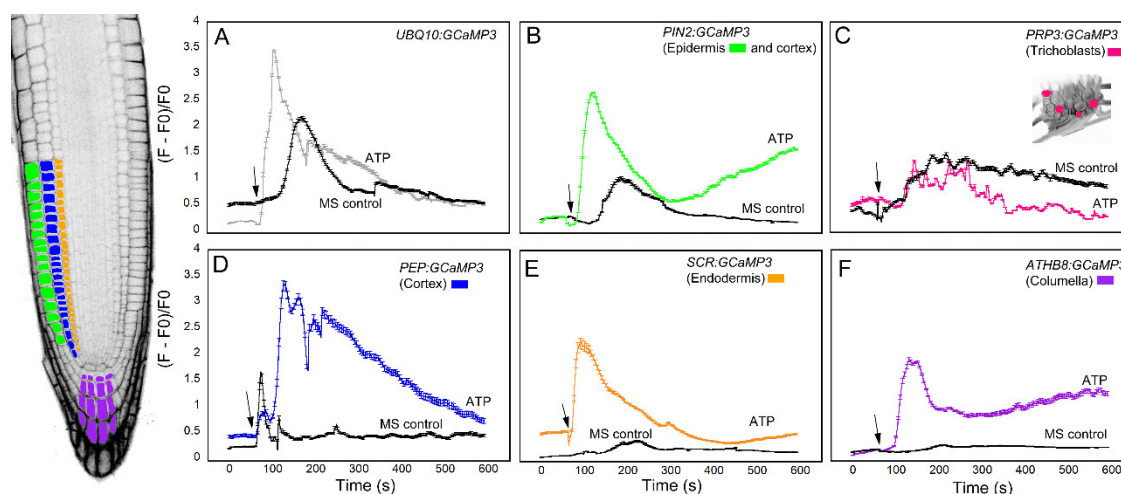 A
UBQ10:GCaMP3
(F - F0)/F0
4
3.5
3
2.5
2
1.5
1
0.5
0
ATP
MS control
B
PIN2:GCaMP3
(Epidermis and cortex)
ATP
MS control
C
PRP3:GCaMP3
(Trichoblasts)
MS control
ATP
D
PEP:GCaMP3
(Cortex)
(F - F0)/F0
4
3.5
3
2.5
2
1.5
1
0.5
0
ATP
MS control
0 100 200 300 400 500 600
Time (s)
E
SCR:GCaMP3
(Endodermis)
MS control
ATP
0 100 200 300 400 500 600
Time (s)
F
ATHB8:GCaMP3
(Columella)
ATP
MS control
0 100 200 300 400 500 600
Time (s)